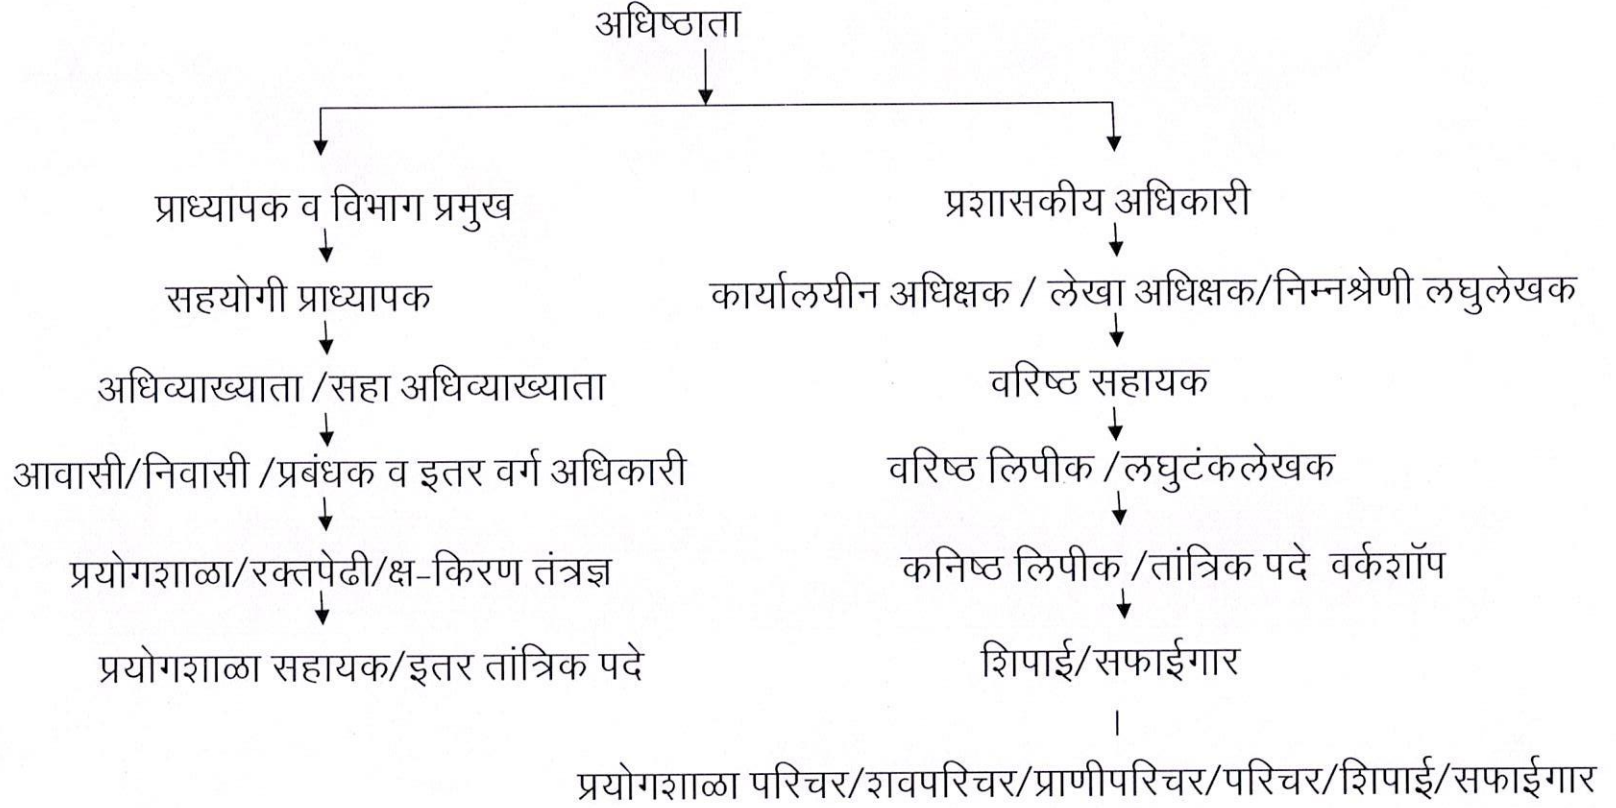 अधिष्ठाता
प्राध्यापक व विभाग प्रमुख
सहयोगी प्राध्यापक
अधिव्याख्याता /सहा अधिव्याख्याता
आवासी/निवासी /प्रबंधक व इतर वर्ग अधिकारी
प्रयोगशाळा/रक्तपेढी/क्ष-किरण तंत्रज्ञ
प्रयोगशाळा सहायक/इतर तांत्रिक पदे
प्रशासकीय अधिकारी
कार्यालयीन अधिक्षक / लेखा अधिक्षक/निम्नश्रेणी लघुलेखक
वरिष्ठ सहायक
वरिष्ठ लिपीक /लघुटंकलेखक
कनिष्ठ लिपीक /तांत्रिक पदे वर्कशॉप
शिपाई/सफाईगार
प्रयोगशाळा परिचर/शवपरिचर/प्राणीपरिचर/परिचर/शिपाई/सफाईगार